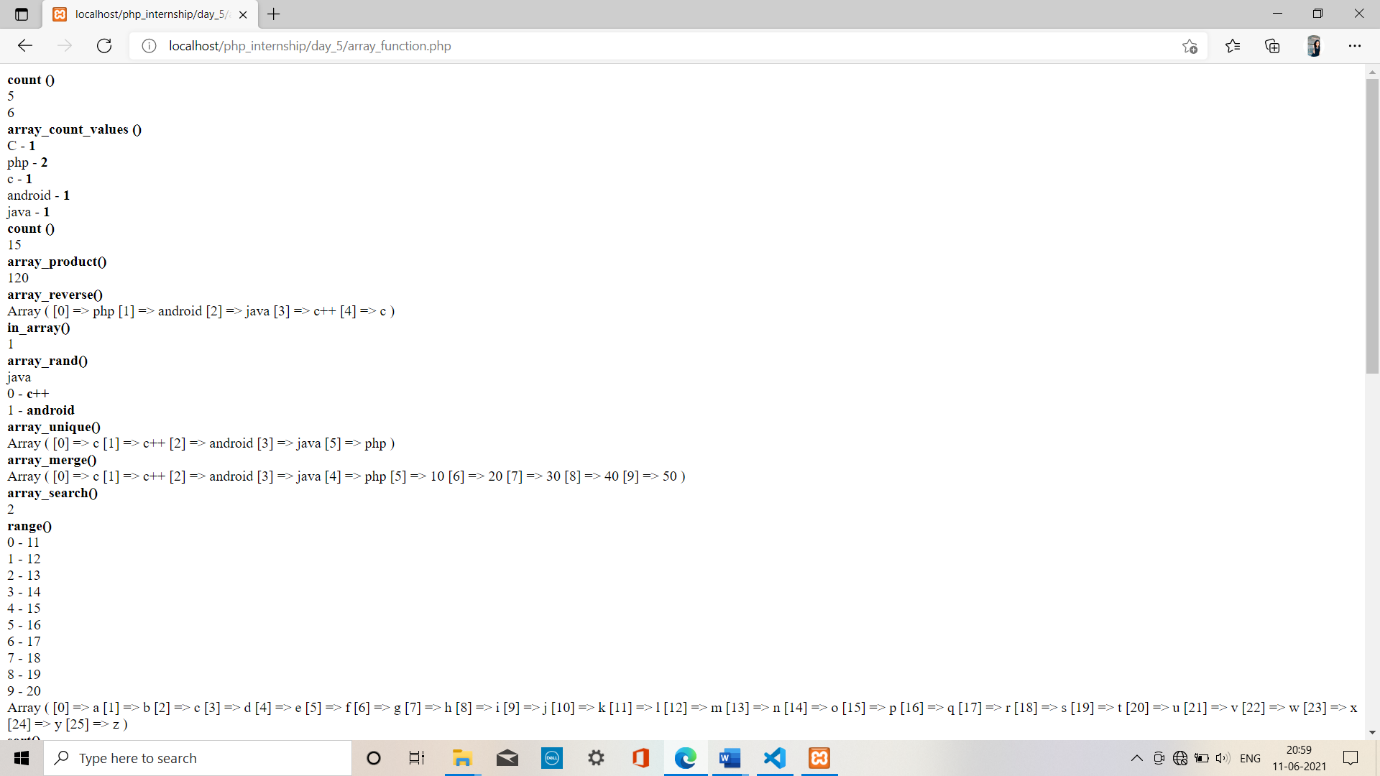 localhost/php_internship/day_5/
localhost/php_internship/day_5/array_function.php
count ()
5
6
array_count_values ()
C - 1
php - 2
c - 1
android - 1
java - 1
count ()
15
array_product()
120
array_reverse()
Array ( [0] => php [1] => android [2] => java [3] => c++ [4] => c )
in_array()
1
array_rand()
java
0 - c++
1 - android
array_unique()
Array ( [0] => c [1] => c++ [2] => android [3] => java [5] => php )
array_merge()
Array ( [0] => c [1] => c++ [2] => android [3] => java [4] => php [5] => 10 [6] => 20 [7] => 30 [8] => 40 [9] => 50 )
array_search()
2
range()
0 - 11
1 - 12
2 - 13
3 - 14
4 - 15
5 - 16
6 - 17
7 - 18
8 - 19
9 - 20
Array ( [0] => a [1] => b [2] => c [3] => d [4] => e [5] => f [6] => g [7] => h [8] => i [9] => j [10] => k [11] => l [12] => m [13] => n [14] => o [15] => p [16] => q [17] => r [18] => s [19] => t [20] => u [21] => v [22] => w [23] => x
[24] => y [25] => z )
Type here to search
ENG
20:59
11-06-2021